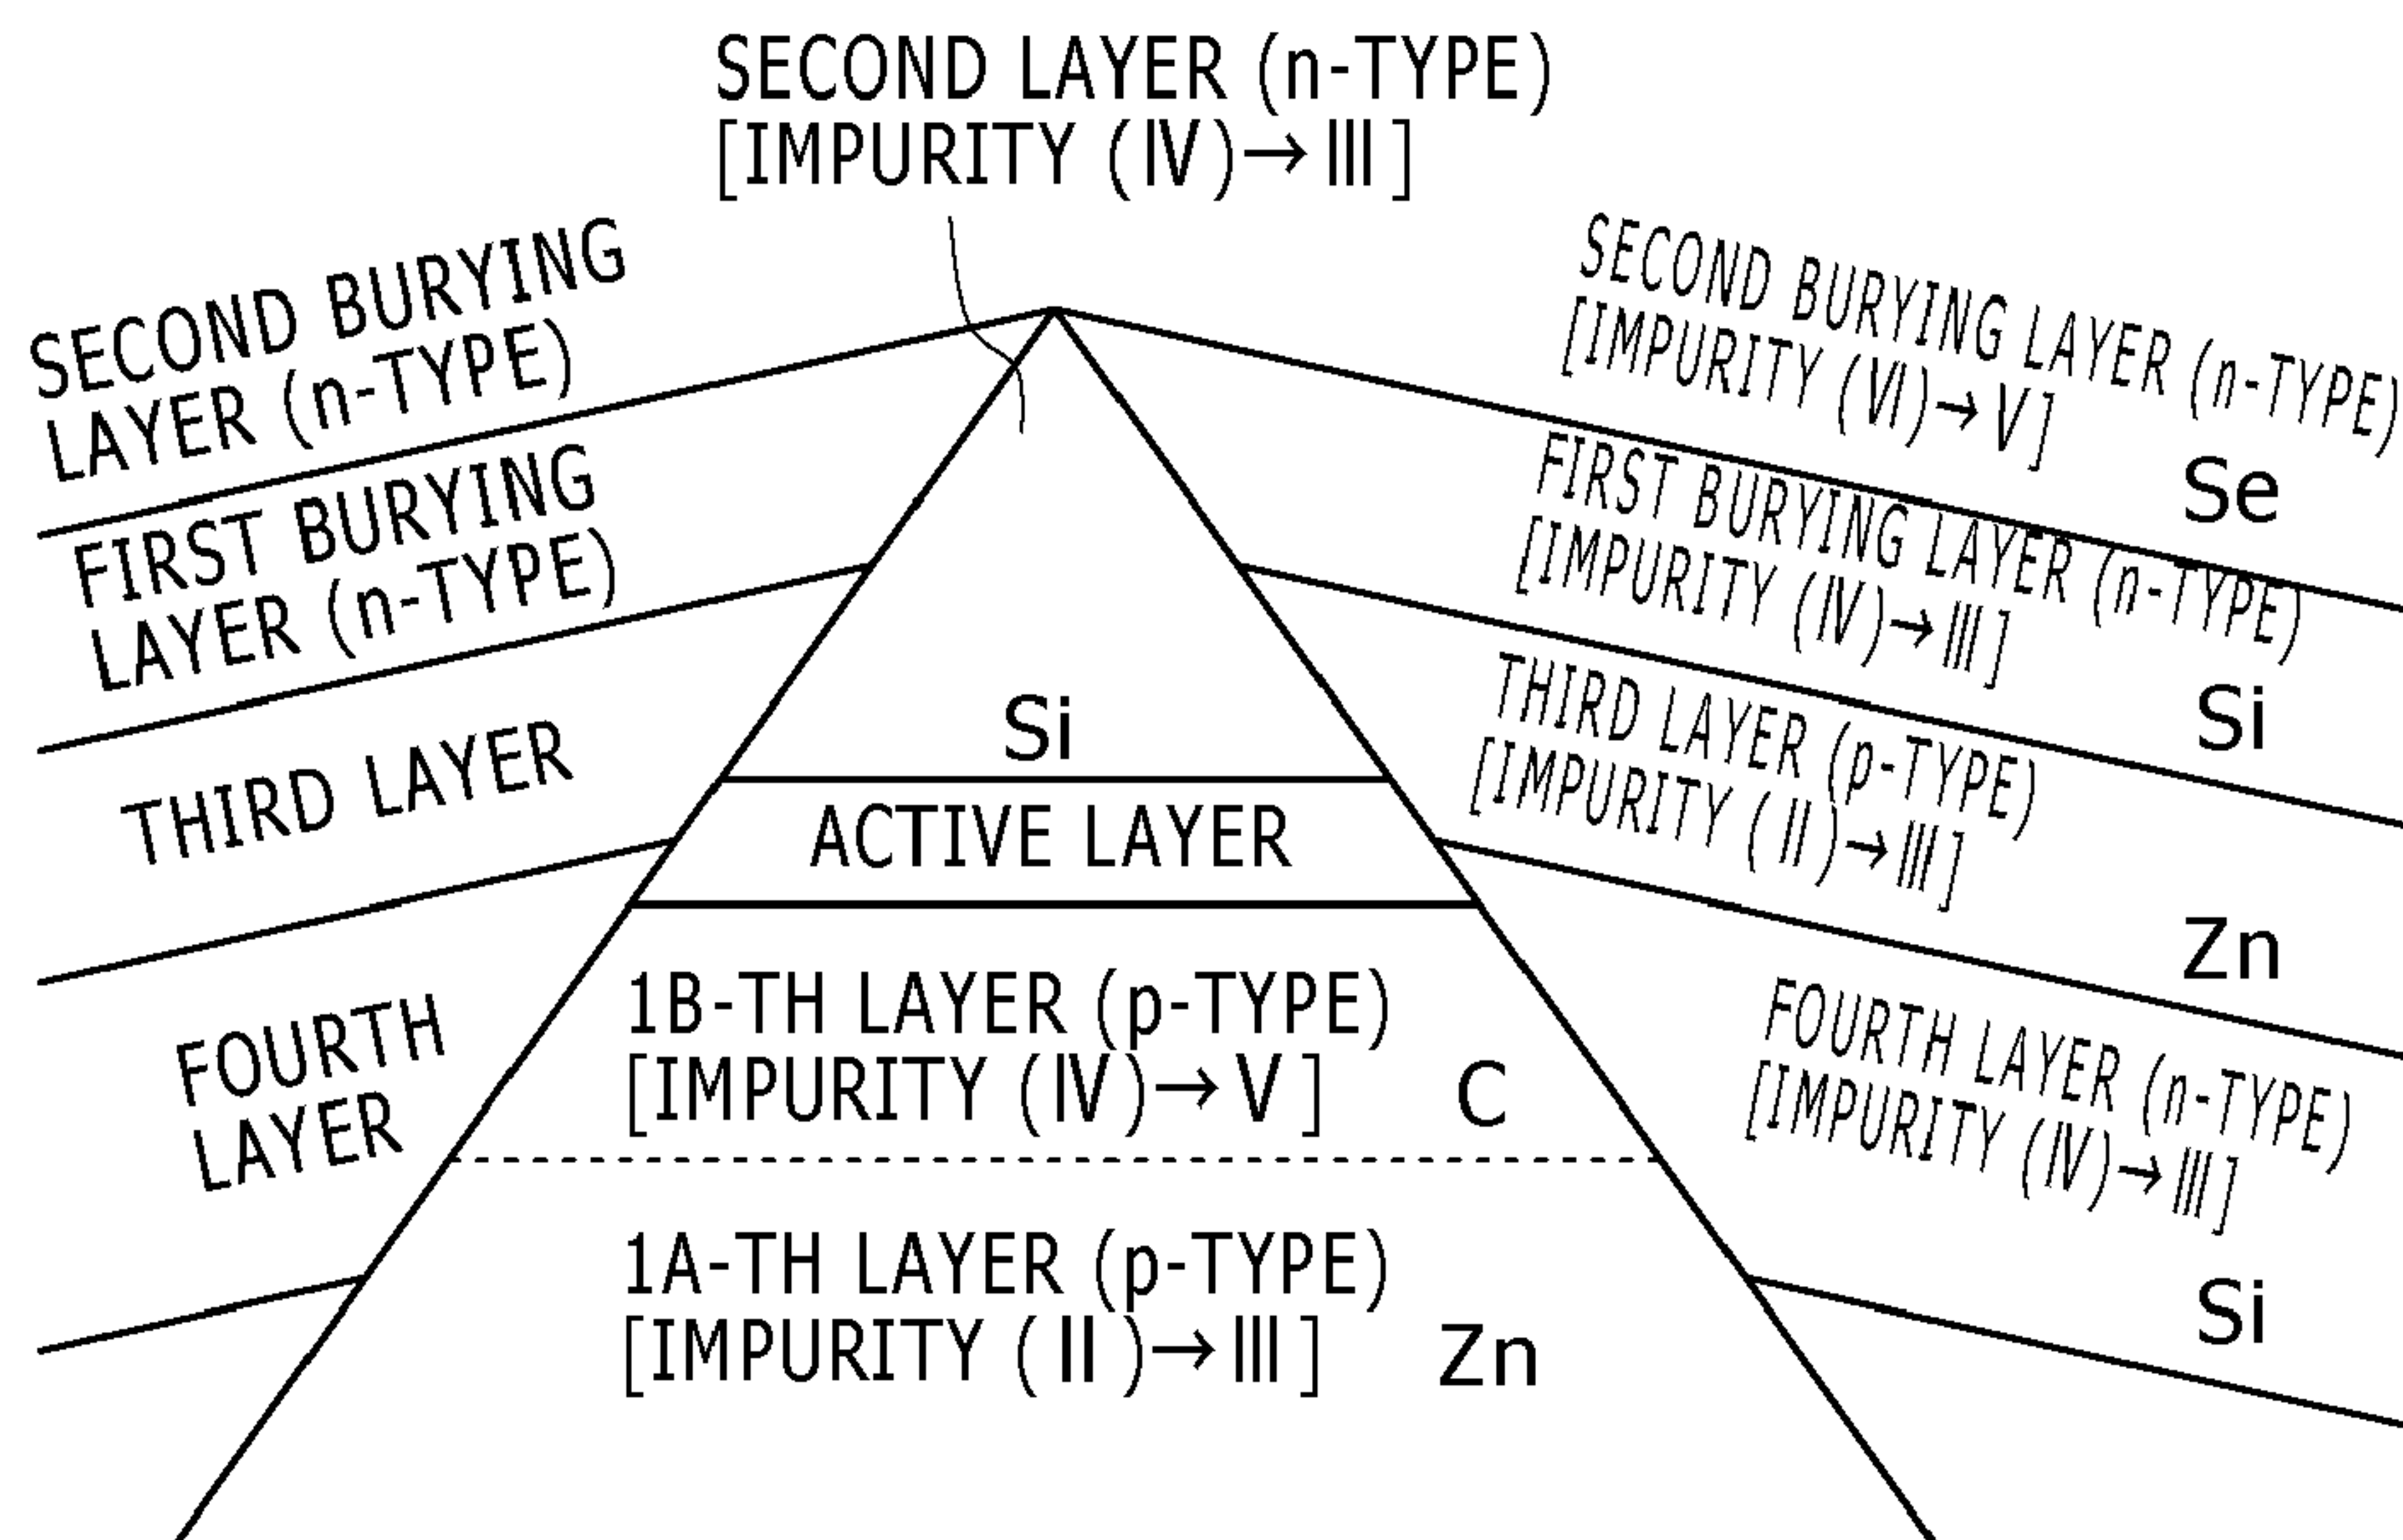 SECOND LAYER (n-TYPE)
[IMPURITY (Ⅳ)→Ⅲ]
SECOND BURYING
LAYER (n-TYPE)
FIRST BURYING
LAYER (n-TYPE)
THIRD LAYER
FOURTH
LAYER
Si
ACTIVE LAYER
1B-TH LAYER (p-TYPE)
[IMPURITY (Ⅳ)→Ⅴ] C
1A-TH LAYER (p-TYPE)
[IMPURITY (Ⅱ)→Ⅲ] Zn
SECOND BURYING LAYER (n-TYPE)
[IMPURITY (Ⅵ)→Ⅴ]
Se
FIRST BURYING LAYER (n-TYPE)
[IMPURITY (Ⅳ)→Ⅲ]
Si
THIRD LAYER (p-TYPE)
[IMPURITY (Ⅱ)→Ⅲ]
Zn
FOURTH LAYER (n-TYPE)
[IMPURITY (Ⅳ)→Ⅲ]
Si